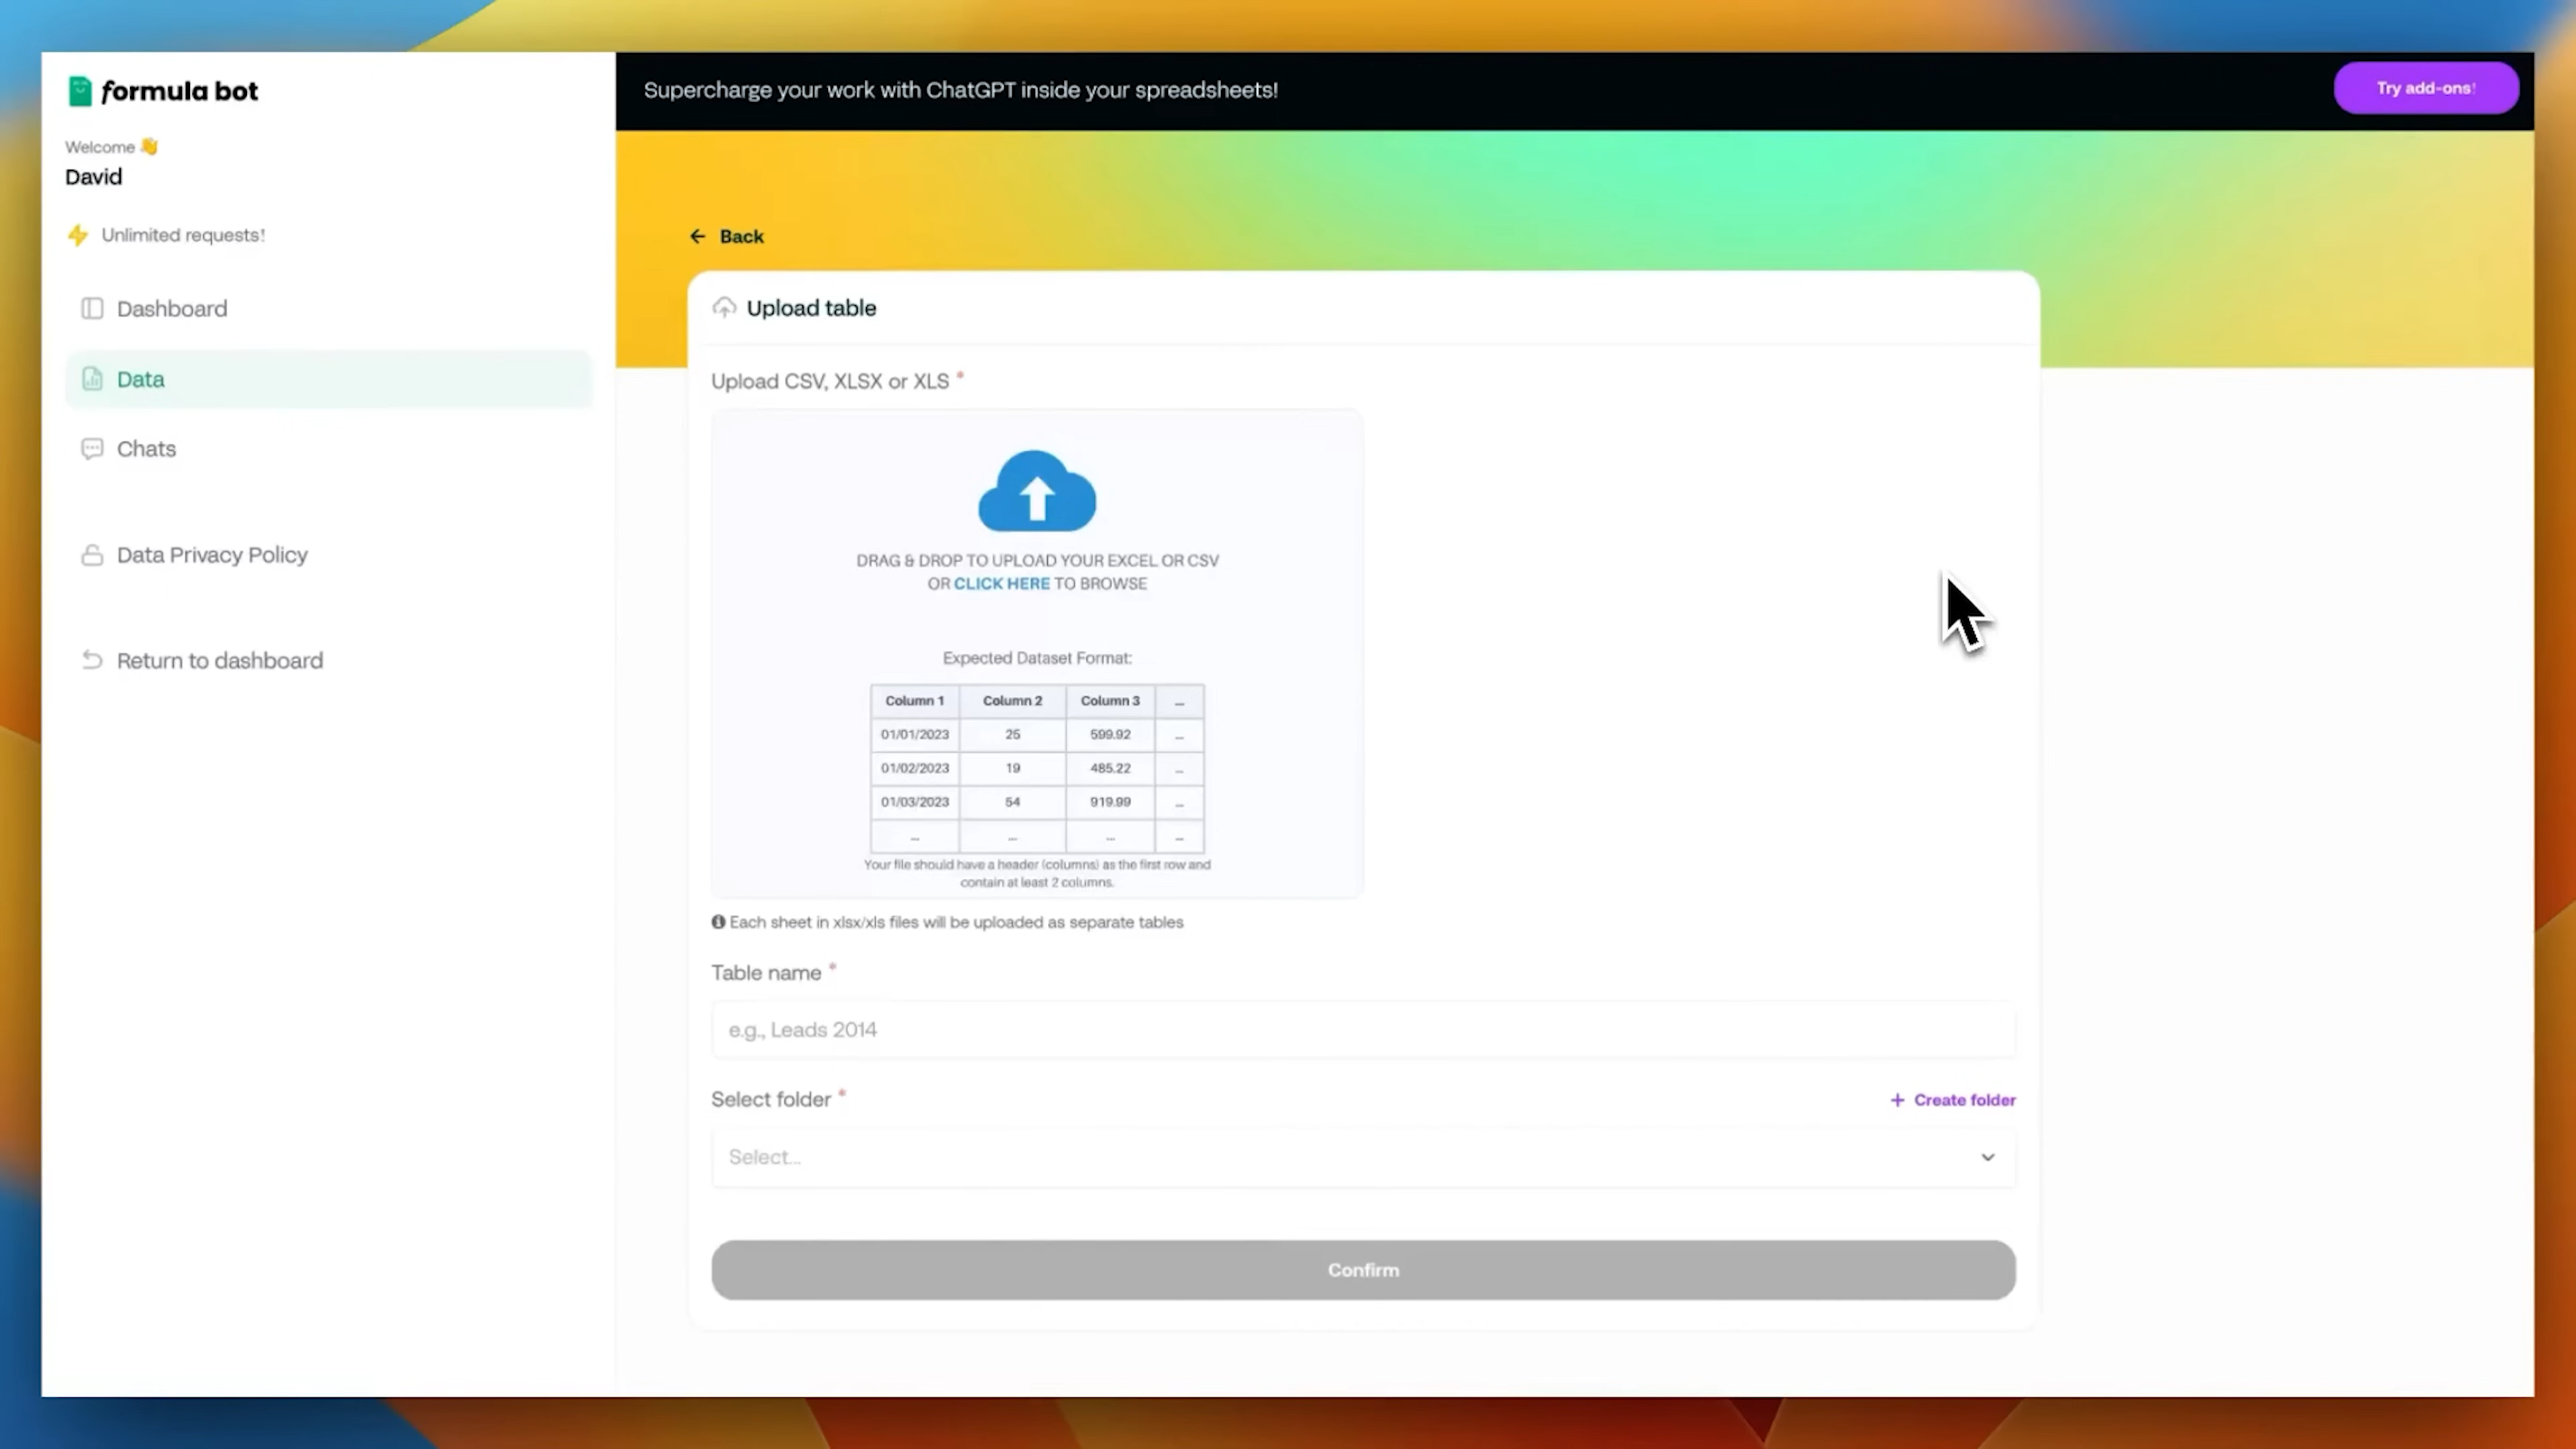 formula bot
Welcome 👋
David
Unlimited requests!
Dashboard
Data
Chats
Data Privacy Policy
Return to dashboard
Supercharge your work with ChatGPT inside your spreadsheets!
Try add-ons!
← Back
Upload table
Upload CSV, XLSX or XLS *
DRAG & DROP TO UPLOAD YOUR EXCEL OR CSV
OR CLICK HERE TO BROWSE
Expected Dataset Format:
Column 1 Column 2 Column 3 ...
01/01/2023 25 599.92 ...
01/02/2023 19 485.22 ...
01/03/2023 54 919.99 ...
... ... ... ...
Your file should have a header (columns) as the first row and
contain at least 2 columns.
Each sheet in xlsx/xls files will be uploaded as separate tables
Table name *
e.g., Leads 2014
Select folder *
+ Create folder
Select...
Confirm